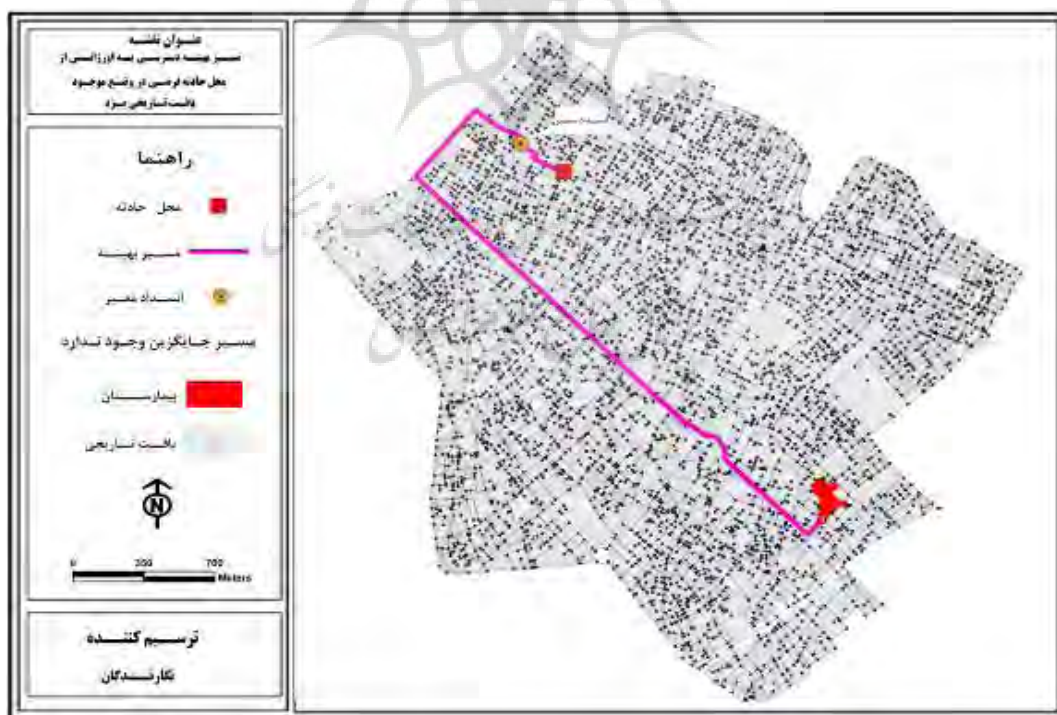 عنوان نقشه
مسیر بهینه دسترسی به اورژانس از
محل حادثه فرضی در وضع موجود
بافت تاریخی یزد
راهنما
محل حادثه
مسیر بهینه
انسداد معبر
مسیر جایگزین وجود ندارد
بیمارستان
بافت تاریخی
N
0 350 700
Meters
ترسیم کننده
نگارندگان